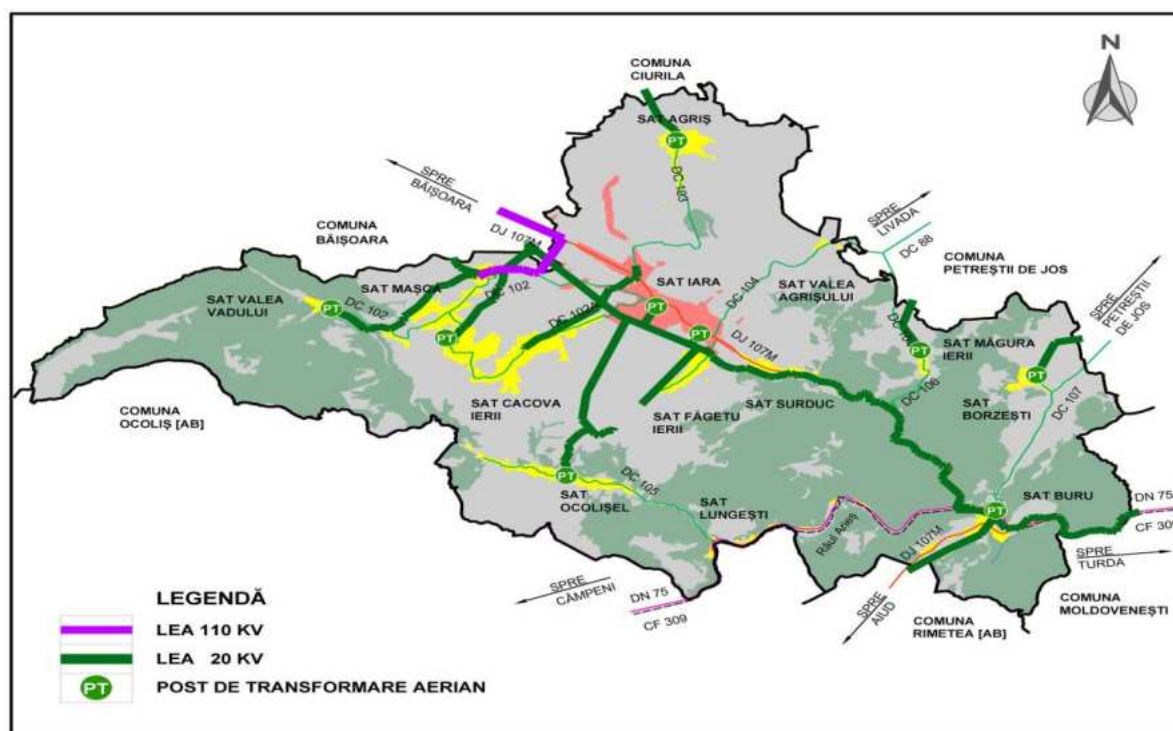 N
COMUNA
CIURILA
SAT AGRIȘ
PT
DC 103
SPRE
BĂIȘOARA
SPRE
LIVADA
COMUNA
BĂIȘOARA
DJ 107M
DC 88
COMUNA
PETREȘTII DE JOS
SAT MAȘCA
DC 102
SAT IARA
DC 104
SAT VALEA
AGRIȘULUI
SPRE
PETREȘTII
DE JOS
SAT VALEA
VADULUI
PT
DC 102
PT
DC 102A
PT
PT
DJ 107M
PT
SAT MĂGURA
IERII
PT
COMUNA
OCOLIȘ [AB]
SAT CACOVA
IERII
SAT FĂGETU
IERII
SAT SURDUC
DC 106
SAT
BORZEȘTI
DC 107
PT
SAT
OCOLIȘEL
DC 105
SAT
LUNGEȘTI
Râul Arieș
PT
SAT BURU
DN 75
CF 309
DJ 107M
SPRE
TURDA
SPRE
CÂMPENI
DN 75
CF 309
SPRE
AIUD
COMUNA
RIMETEA [AB]
COMUNA
MOLDOVENEȘTI
LEGENDĂ
LEA 110 KV
LEA 20 KV
PT POST DE TRANSFORMARE AERIAN